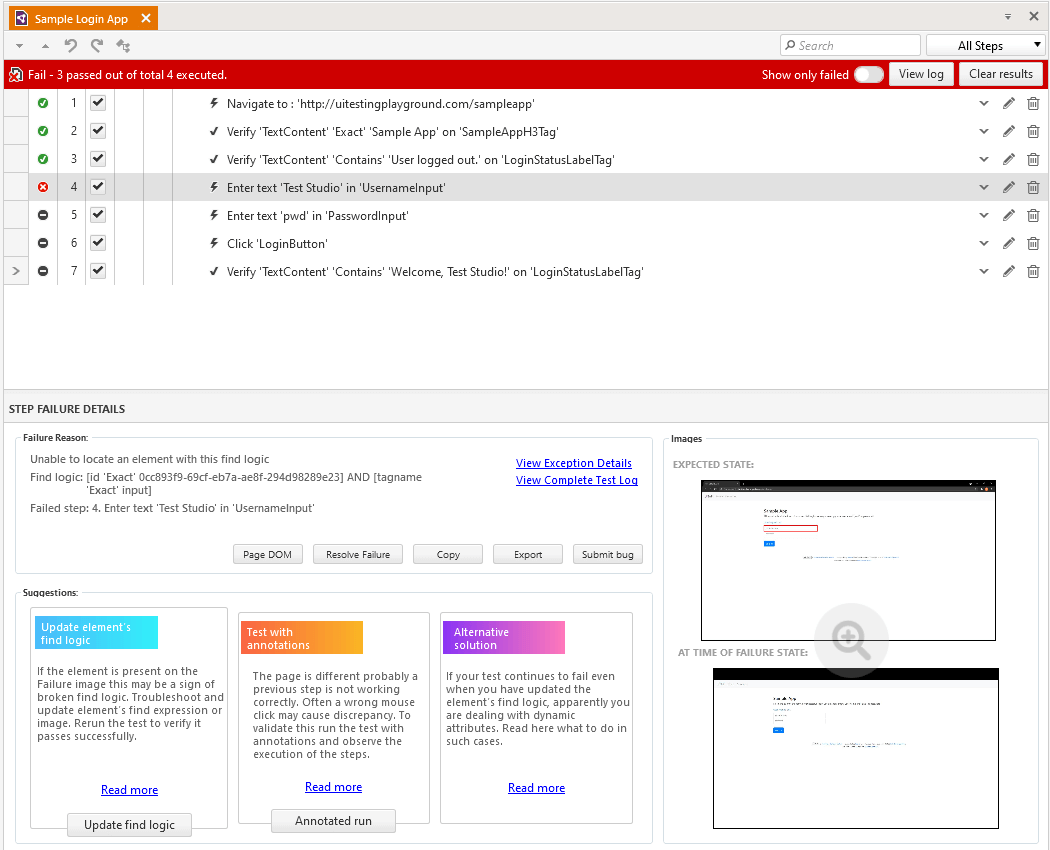 Sample Login App
Search
All Steps
Fail - 3 passed out of total 4 executed.
Show only failed
View log
Clear results
1 Navigate to : 'http://uitestingplayground.com/sampleapp'
2 Verify 'TextContent' 'Exact' 'Sample App' on 'SampleAppH3Tag'
3 Verify 'TextContent' 'Contains' 'User logged out.' on 'LoginStatusLabelTag'
4 Enter text 'Test Studio' in 'UsernameInput'
5 Enter text 'pwd' in 'PasswordInput'
6 Click 'LoginButton'
7 Verify 'TextContent' 'Contains' 'Welcome, Test Studio!' on 'LoginStatusLabelTag'
STEP FAILURE DETAILS
Failure Reason:
Unable to locate an element with this find logic
Find logic: [id 'Exact' 0cc893f9-69cf-eb7a-ae8f-294d98289e23] AND [tagname
'Exact' input]
Failed step: 4. Enter text 'Test Studio' in 'UsernameInput'
View Exception Details
View Complete Test Log
Page DOM
Resolve Failure
Copy
Export
Submit bug
Suggestions:
Update element's
find logic
If the element is present on the
Failure image this may be a sign of
broken find logic. Troubleshoot and
update element's find expression or
image. Rerun the test to verify it
passes successfully.
Read more
Update find logic
Test with
annotations
The page is different probably a
previous step is not working
correctly. Often a wrong mouse
click may cause discrepancy. To
validate this run the test with
annotations and observe the
execution of the steps.
Read more
Annotated run
Alternative
solution
If your test continues to fail even
when you have updated the
element's find logic, apparently you
are dealing with dynamic
attributes. Read here what to do in
such cases.
Read more
Images
EXPECTED STATE:
Sample App
AT TIME OF FAILURE STATE:
Sample App